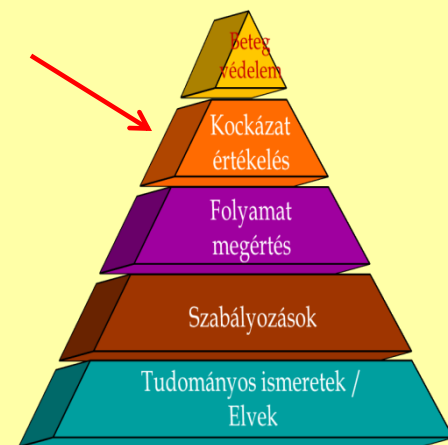 Beteg
védelem
Kockázat
értékelés
Folyamat
megértés
Szabályozások
Tudományos ismeretek /
Elvek